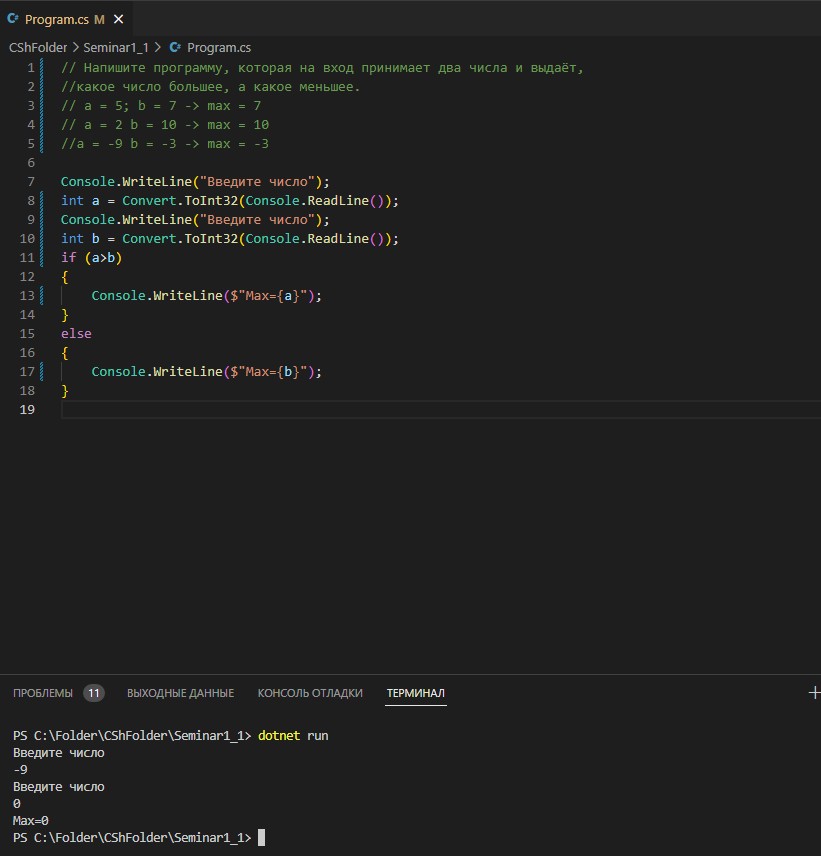 Program.cs M
CShFolder > Seminar1_1 > Program.cs
1 // Напишите программу, которая на вход принимает два числа и выдаёт,
2 //какое число большее, а какое меньшее.
3 // a = 5; b = 7 -> max = 7
4 // a = 2 b = 10 -> max = 10
5 //a = -9 b = -3 -> max = -3
6
7 Console.WriteLine("Введите число");
8 int a = Convert.ToInt32(Console.ReadLine());
9 Console.WriteLine("Введите число");
10 int b = Convert.ToInt32(Console.ReadLine());
11 if (a>b)
12 {
13     Console.WriteLine($"Max={a}");
14 }
15 else
16 {
17     Console.WriteLine($"Max={b}");
18 }
19
ПРОБЛЕМЫ 11 ВЫХОДНЫЕ ДАННЫЕ КОНСОЛЬ ОТЛАДКИ ТЕРМИНАЛ
PS C:\Folder\CShFolder\Seminar1_1> dotnet run
Введите число
-9
Введите число
0
Max=0
PS C:\Folder\CShFolder\Seminar1_1>